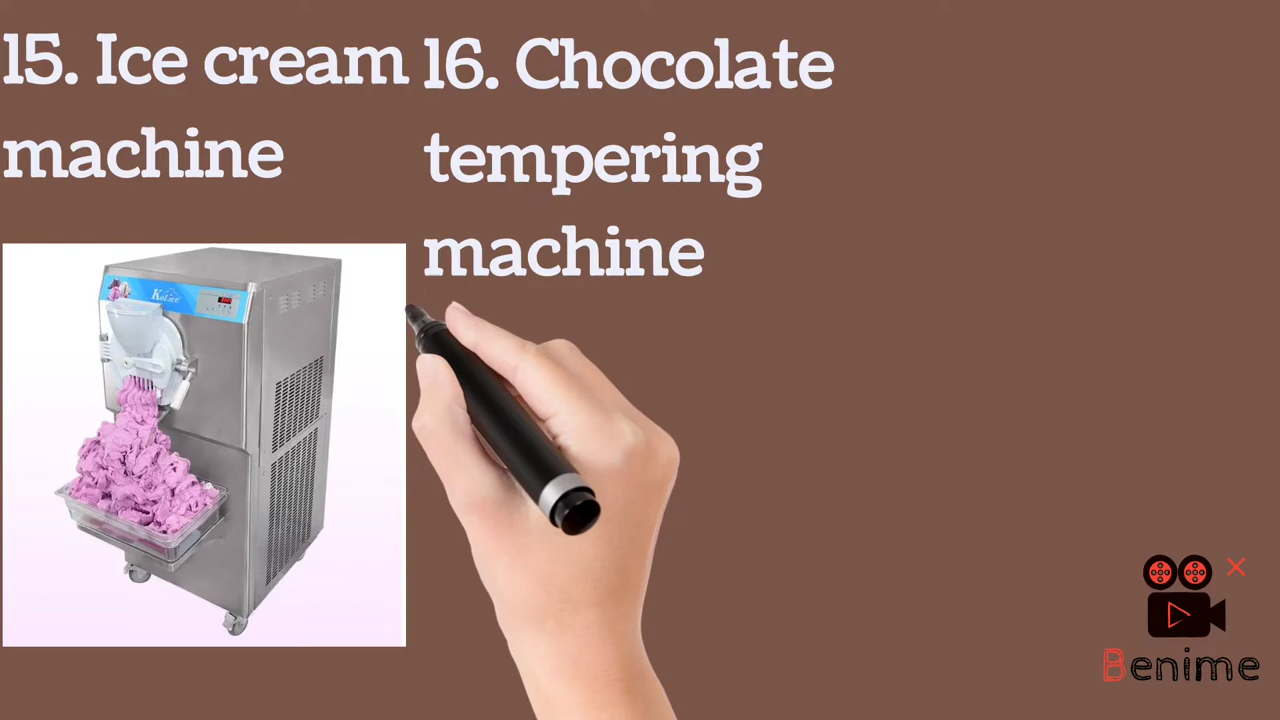 15. Ice cream
machine
16. Chocolate
tempering
machine
Benime